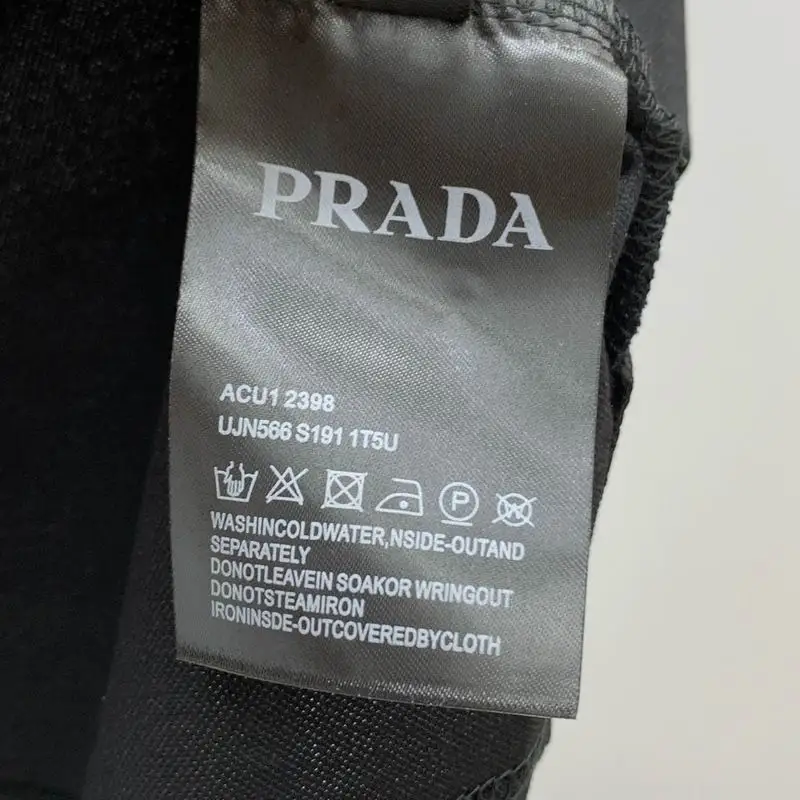 PRADA
ACU1 2398
UJN566 S191 1T5U
P
W
WASHINCOLDWATER,NSIDE-OUTAND
SEPARATELY
DONOTLEAVEIN SOAKOR WRINGOUT
DONOTSTEAMIRON
IRONINSDE-OUTCOVEREDBYCLOTH